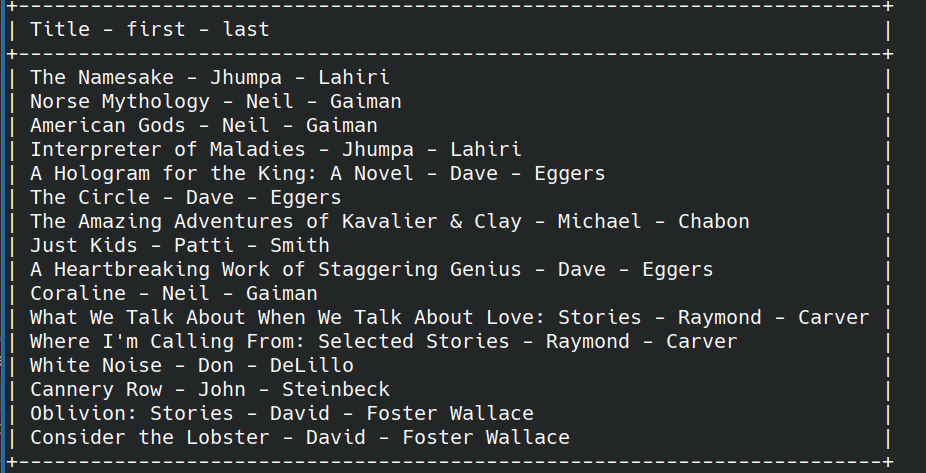 +------------------------------------------------------------------------+
| Title - first - last                                                   |
+------------------------------------------------------------------------+
| The Namesake - Jhumpa - Lahiri                                         |
| Norse Mythology - Neil - Gaiman                                        |
| American Gods - Neil - Gaiman                                          |
| Interpreter of Maladies - Jhumpa - Lahiri                              |
| A Hologram for the King: A Novel - Dave - Eggers                       |
| The Circle - Dave - Eggers                                             |
| The Amazing Adventures of Kavalier & Clay - Michael - Chabon           |
| Just Kids - Patti - Smith                                              |
| A Heartbreaking Work of Staggering Genius - Dave - Eggers              |
| Coraline - Neil - Gaiman                                               |
| What We Talk About When We Talk About Love: Stories - Raymond - Carver |
| Where I'm Calling From: Selected Stories - Raymond - Carver            |
| White Noise - Don - DeLillo                                            |
| Cannery Row - John - Steinbeck                                         |
| Oblivion: Stories - David - Foster Wallace                             |
| Consider the Lobster - David - Foster Wallace                          |
+------------------------------------------------------------------------+